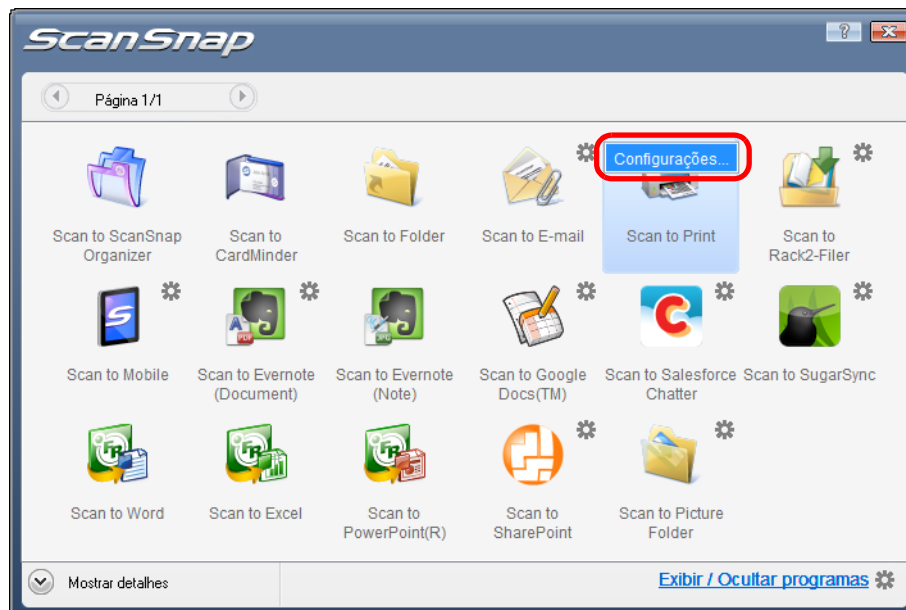 ScanSnap
Página 1/1
Configurações...
Scan to ScanSnap
Organizer
Scan to
CardMinder
Scan to Folder
Scan to E-mail
Scan to Print
Scan to
Rack2-Filer
Scan to Mobile
Scan to Evernote
(Document)
Scan to Evernote
(Note)
Scan to Google
Docs(TM)
Scan to Salesforce
Chatter
Scan to SugarSync
Scan to Word
Scan to Excel
Scan to
PowerPoint(R)
Scan to
SharePoint
Scan to Picture
Folder
Mostrar detalhes
Exibir / Ocultar programas